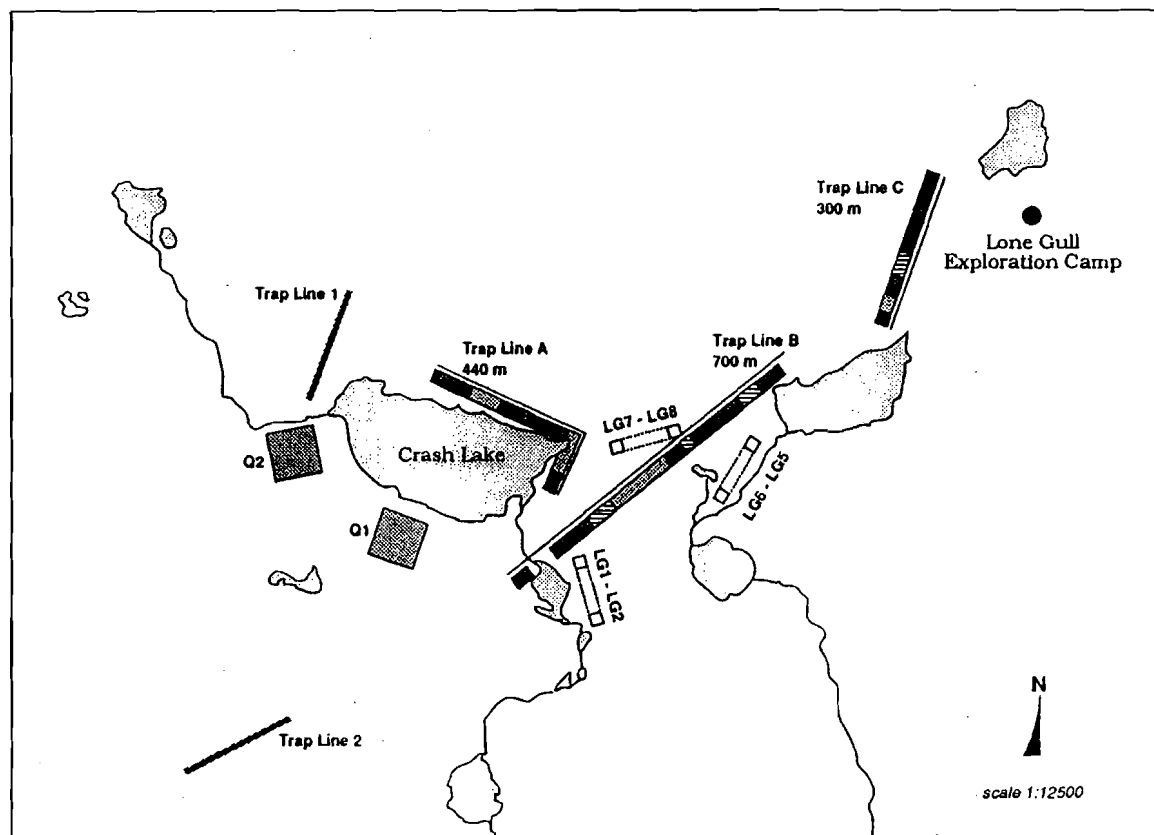 Trap Line C
300 m
Lone Gull
Exploration Camp
Trap Line 1
Trap Line A
440 m
Trap Line B
700 m
LG7 - LG8
Crash Lake
Q2
LG6 - LG5
Q1
LG1 - LG2
N
Trap Line 2
scale 1:12500